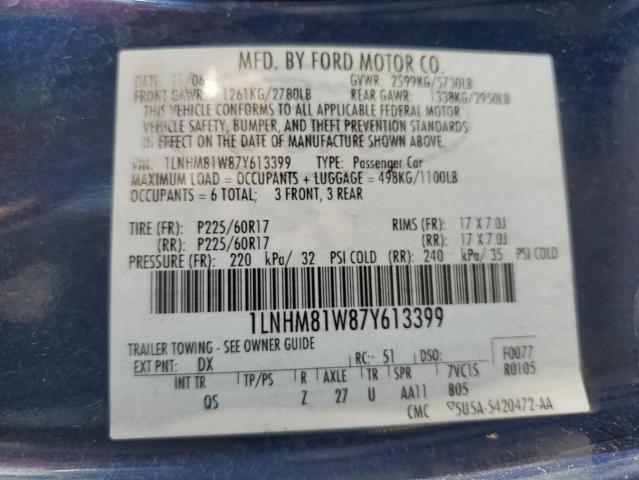 MFD. BY FORD MOTOR CO.
DATE: 11/06 GVWR: 2599KG/5730LB
FRONT GAWR: 1261KG/2780LB REAR GAWR: 1338KG/2950LB
THIS VEHICLE CONFORMS TO ALL APPLICABLE FEDERAL MOTOR
VEHICLE SAFETY, BUMPER, AND THEFT PREVENTION STANDARDS
IN EFFECT ON THE DATE OF MANUFACTURE SHOWN ABOVE.
VIN: 1LNHM81W87Y613399 TYPE: Passenger Car
MAXIMUM LOAD = OCCUPANTS + LUGGAGE = 498KG/1100LB
OCCUPANTS = 6 TOTAL; 3 FRONT, 3 REAR
TIRE (FR): P225/60R17 RIMS (FR): 17 X 7.0J
(RR): P225/60R17 (RR): 17 X 7.0J
PRESSURE (FR): 220 kPa/ 32 PSI COLD (RR): 240 kPa/ 35 PSI COLD
1LNHM81W87Y613399
TRAILER TOWING - SEE OWNER GUIDE
EXT PNT: DX RC: 51 DSO: F0077
INT TR TP/PS R AXLE TR SPR 7VC1S R0105
QS Z 27 U AA11 B05
CMC 5U5A-5420472-AA